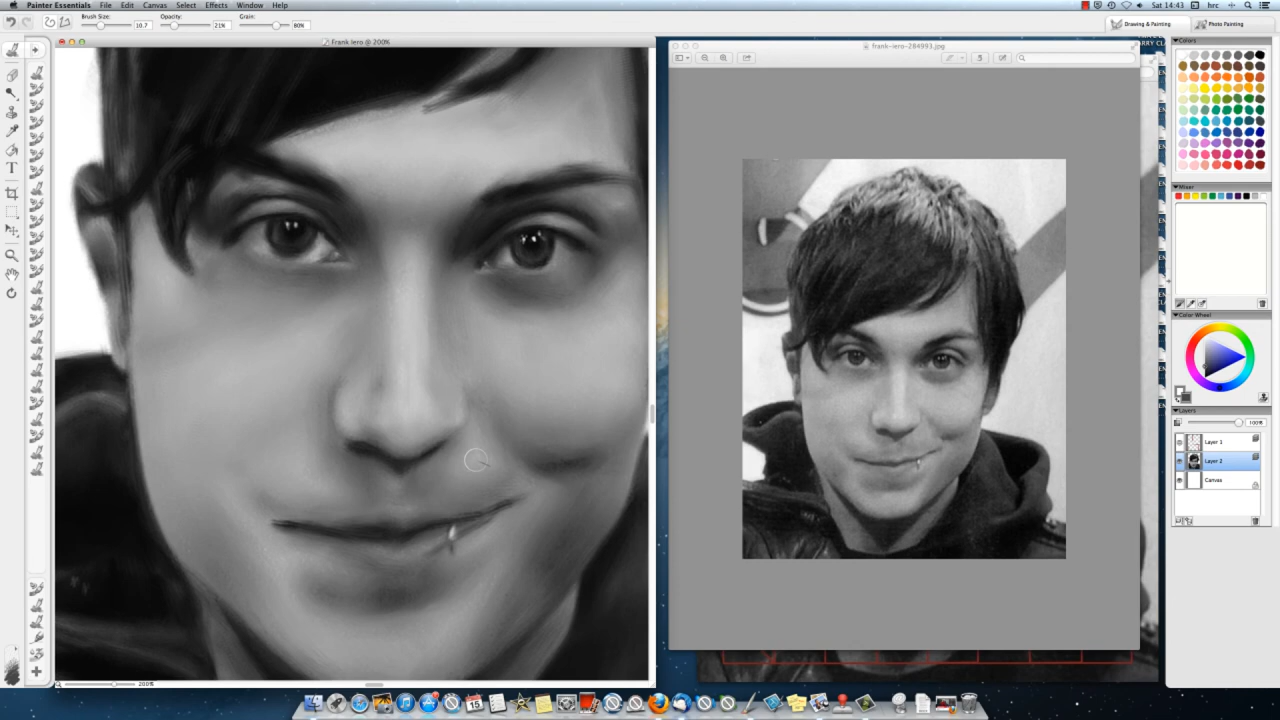 Painter Essentials File Edit Canvas Select Effects Window Help
Sat 14:43 hrc
Brush Size: Opacity: Grain:
10.7 21% 80%
Drawing & Painting Photo Painting
Frank Iero @ 200%
frank-iero-284993.jpg
Colors
Mixer
Color Wheel
Layers
100%
Layer 1
Layer 2
Canvas
T
200%
15